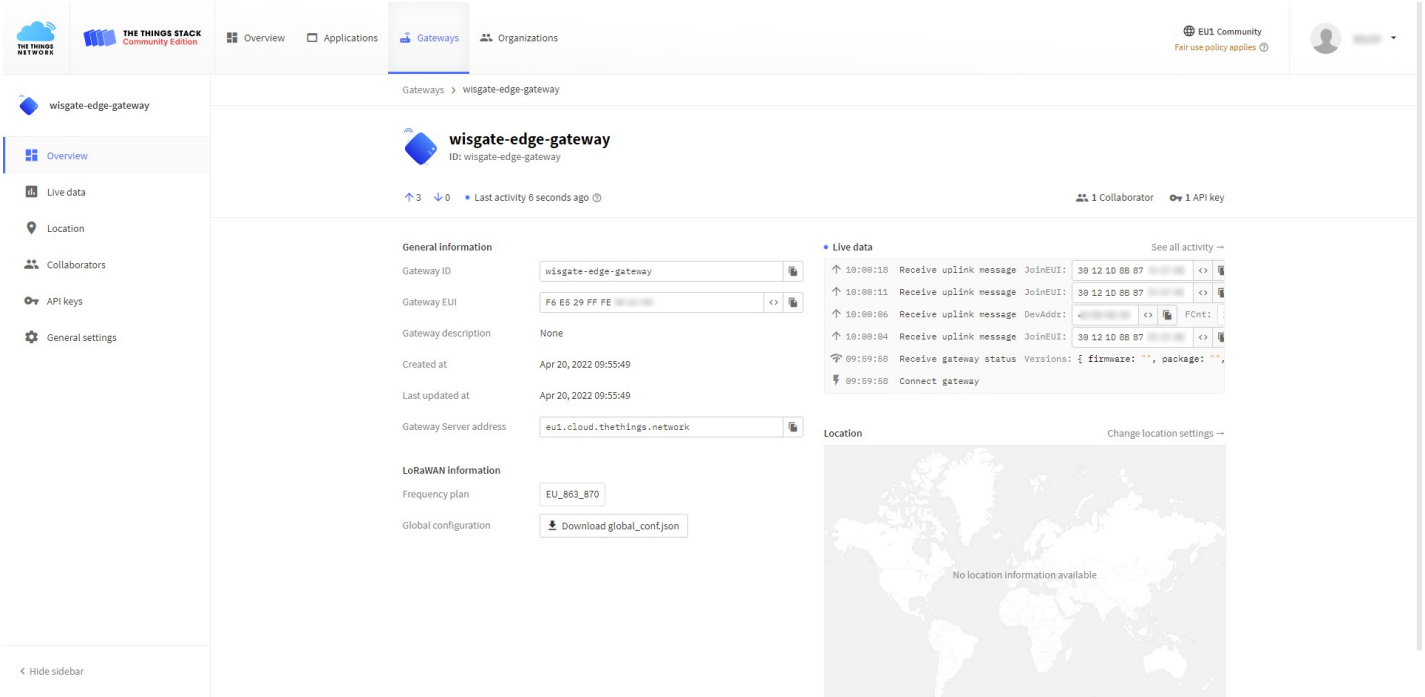 THE THINGS NETWORK
THE THINGS STACK
Community Edition
Overview
Applications
Gateways
Organizations
EU1 Community
Fair use policy applies
wisgate-edge-gateway
Overview
Live data
Location
Collaborators
API keys
General settings
Hide sidebar
Gateways > wisgate-edge-gateway
wisgate-edge-gateway
ID: wisgate-edge-gateway
↑ 3 ↓ 0 • Last activity 6 seconds ago
1 Collaborator 1 API key
General information
Gateway ID wisgate-edge-gateway
Gateway EUI F6 E5 29 FF FE
Gateway description None
Created at Apr 20, 2022 09:55:49
Last updated at Apr 20, 2022 09:55:49
Gateway Server address eu1.cloud.thethings.network
LoRaWAN information
Frequency plan EU_863_870
Global configuration Download global_conf.json
Live data See all activity →
↑ 10:00:18 Receive uplink message JoinEUI: 30 12 1D 8B 87
↑ 10:00:11 Receive uplink message JoinEUI: 30 12 1D 8B 87
↑ 10:00:06 Receive uplink message DevAddr: <> FCnt:
↑ 10:00:04 Receive uplink message JoinEUI: 30 12 1D 8B 87
09:59:58 Receive gateway status Versions: { firmware: "", package: "",
09:59:58 Connect gateway
Location Change location settings →
No location information available